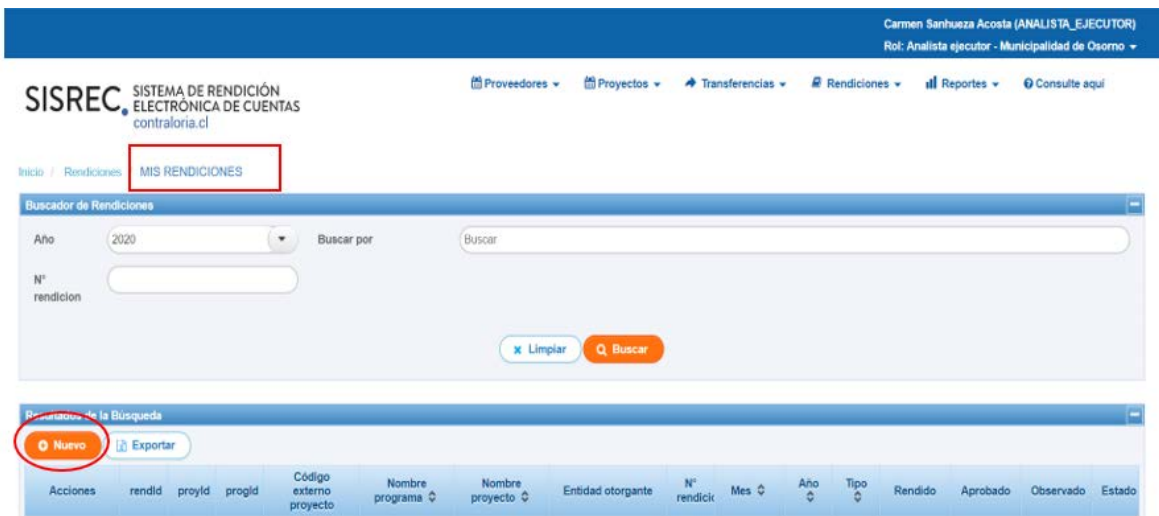 Carmen Sanhueza Acosta (ANALISTA_EJECUTOR)
Rol: Analista ejecutor - Municipalidad de Osorno
SISREC. SISTEMA DE RENDICIÓN
ELECTRÓNICA DE CUENTAS
contraloria.cl
Proveedores Proyectos Transferencias Rendiciones Reportes Consulte aquí
Inicio / Rendiciones MIS RENDICIONES
Buscador de Rendiciones
Año 2020 Buscar por Buscar
N°
rendicion
Limpiar Buscar
Resultados de la Búsqueda
Nuevo Exportar
Acciones rendId proyId progId Código externo proyecto Nombre programa Nombre proyecto Entidad otorgante N° rendició Mes Año Tipo Rendido Aprobado Observado Estado